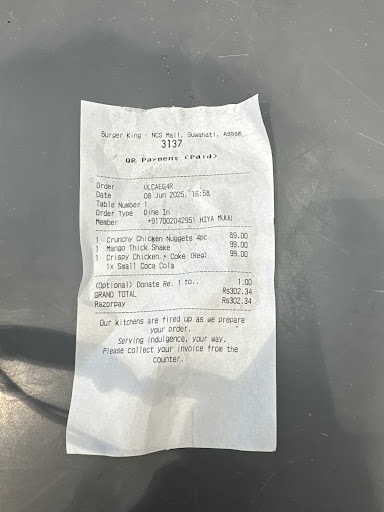 Burger King - NCS Mall, Guwahati, Assam
3137
QR Payment (Paid)
Order VLCAEG4R
Date 08 Jun 2025, 16:58
Table Number 1
Order Type Dine In
Member +917002042951 HIYA MUUU
1 Crunchy Chicken Nuggets 4pc 89.00
1 Mango Thick Shake 99.00
1 Crispy Chicken + Coke (Reg) 99.00
1x Small Coca Cola
(Optional) Donate Re. 1 to.. 1.00
GRAND TOTAL Rs302.34
Razorpay Rs302.34
Our kitchens are fired up as we prepare
your order.
Serving indulgence, your way.
Please collect your invoice from the
counter.